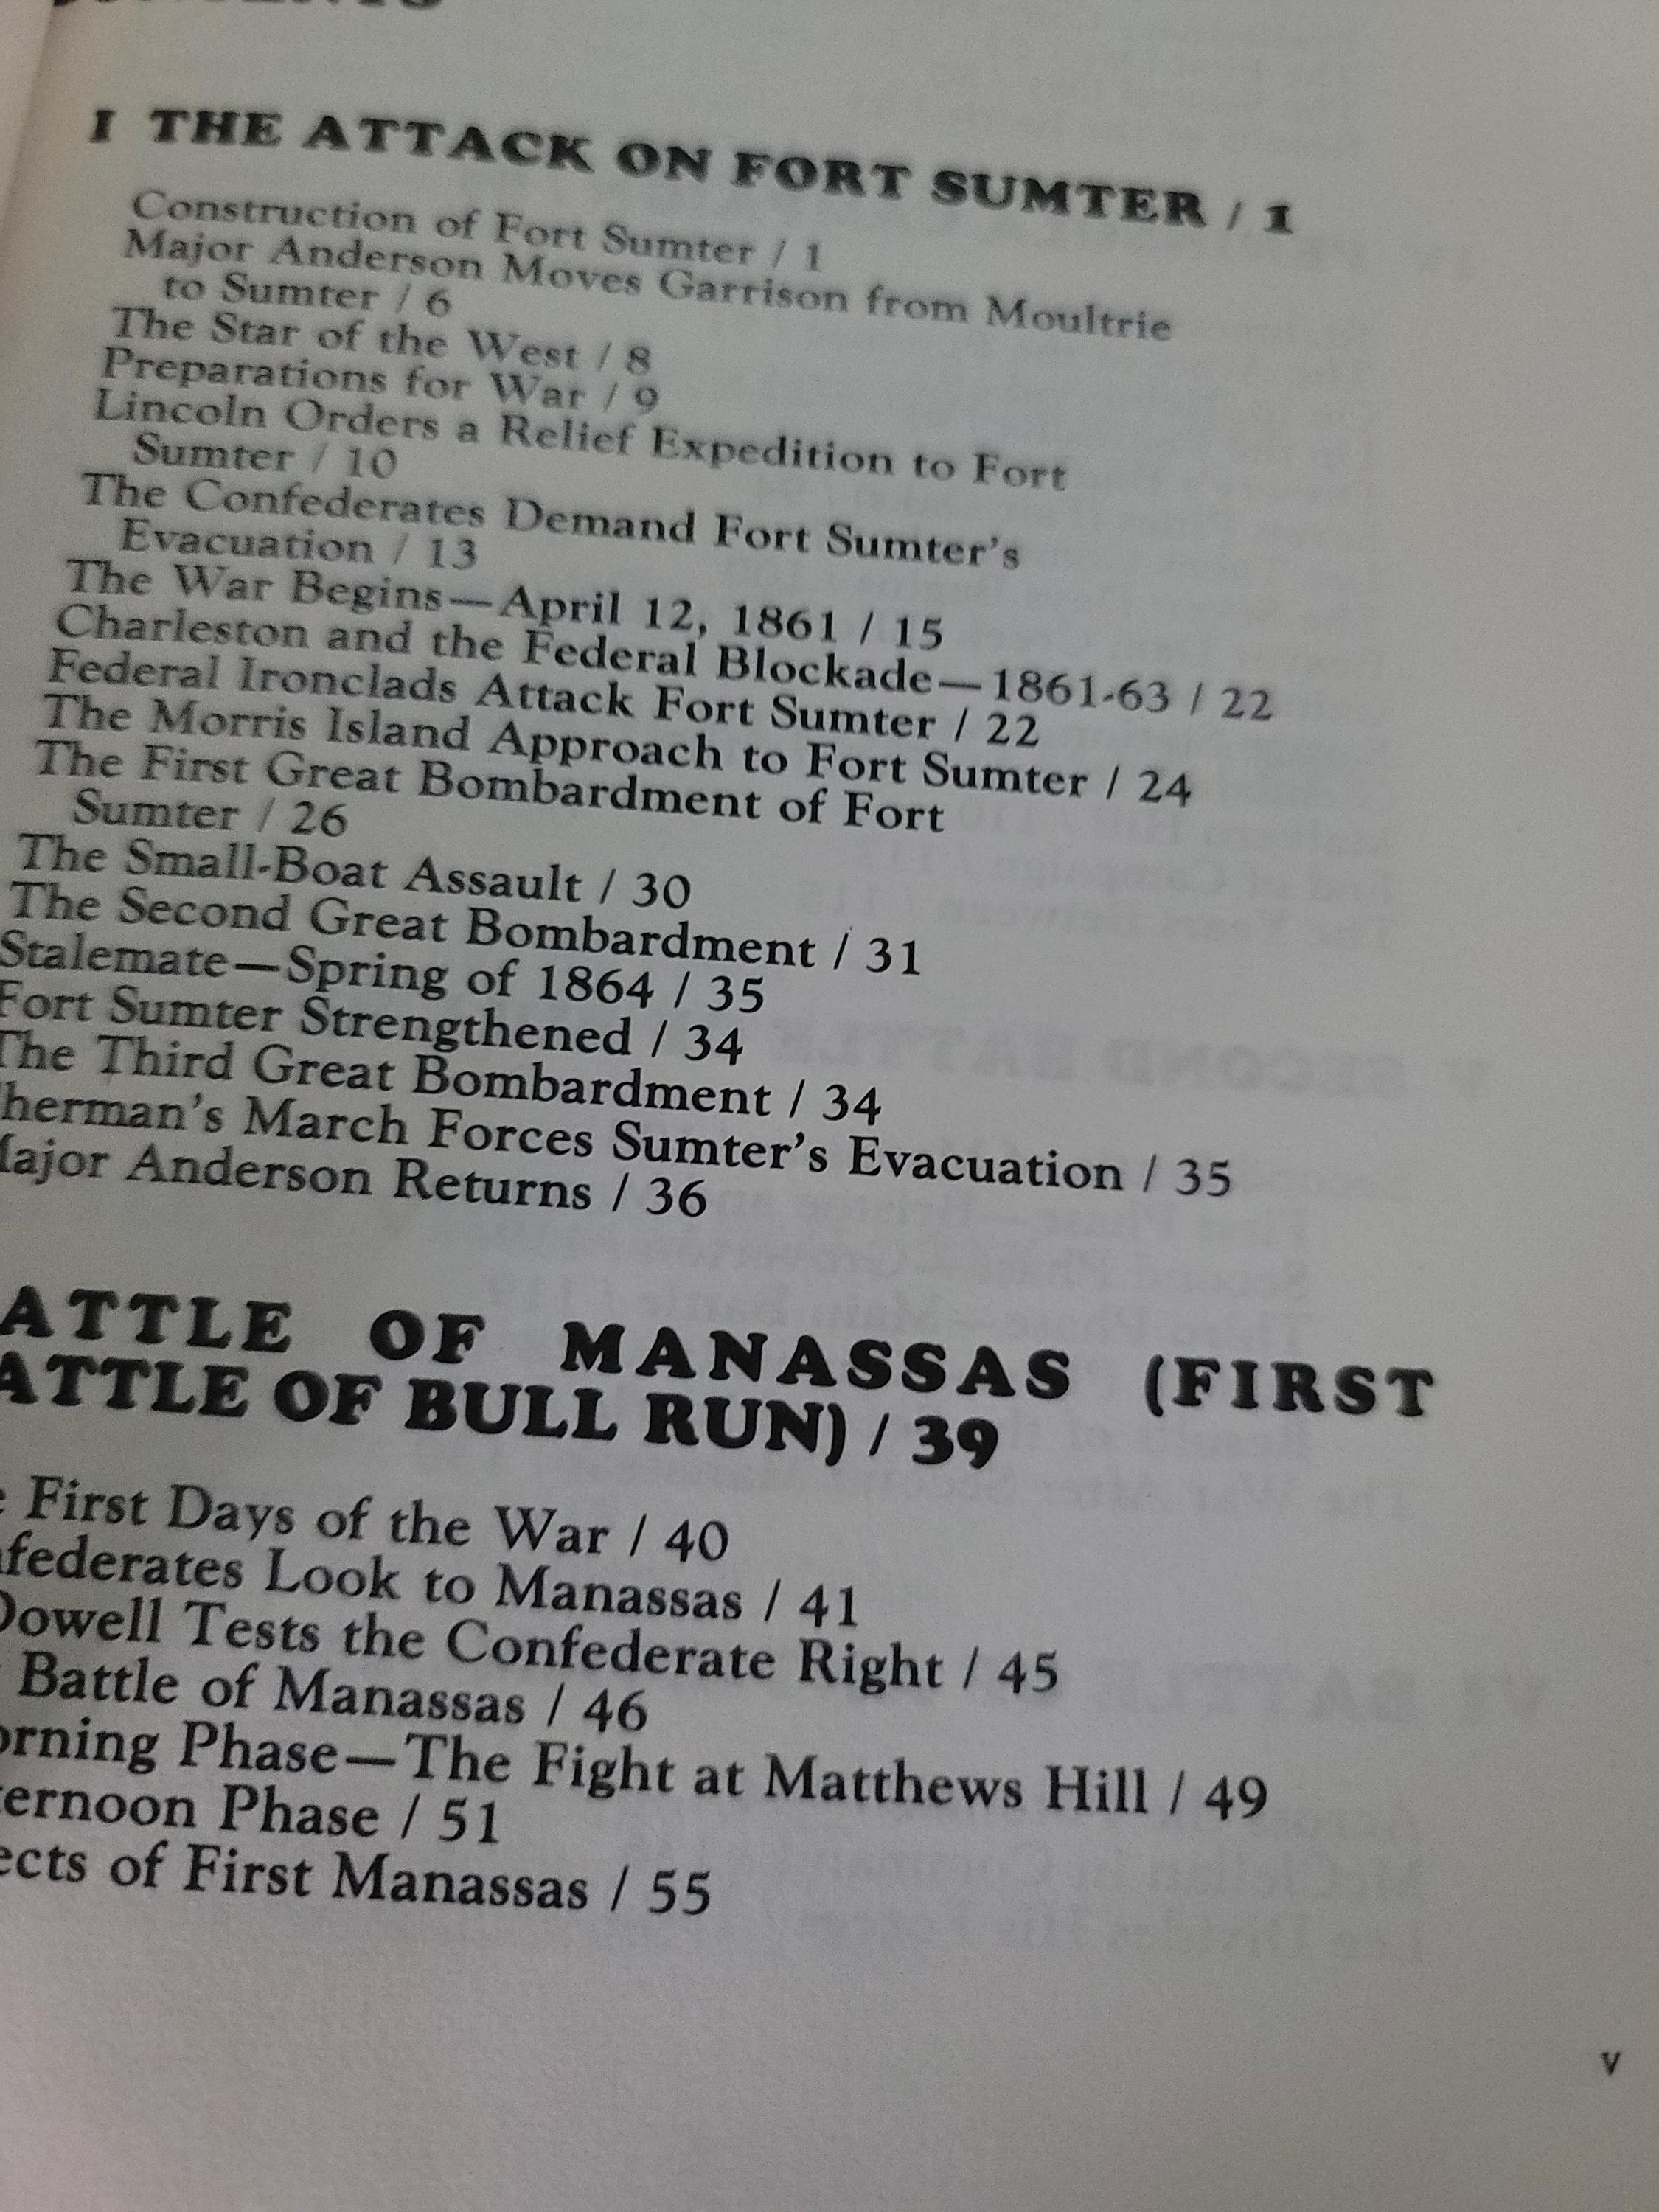 I THE ATTACK ON FORT SUMTER / 1
Construction of Fort Sumter / 1
Major Anderson Moves Garrison from Moultrie
to Sumter / 6
The Star of the West / 8
Preparations for War / 9
Lincoln Orders a Relief Expedition to Fort
Sumter / 10
The Confederates Demand Fort Sumter's
Evacuation / 13
The War Begins—April 12, 1861 / 15
Charleston and the Federal Blockade—1861-63 / 22
Federal Ironclads Attack Fort Sumter / 22
The Morris Island Approach to Fort Sumter / 24
The First Great Bombardment of Fort
Sumter / 26
The Small-Boat Assault / 30
The Second Great Bombardment / 31
Stalemate—Spring of 1864 / 35
Fort Sumter Strengthened / 34
The Third Great Bombardment / 34
herman's March Forces Sumter's Evacuation / 35
ajor Anderson Returns / 36
ATTLE OF MANASSAS (FIRST
ATTLE OF BULL RUN) / 39
e First Days of the War / 40
federates Look to Manassas / 41
Dowell Tests the Confederate Right / 45
Battle of Manassas / 46
orning Phase—The Fight at Matthews Hill / 49
ternoon Phase / 51
ects of First Manassas / 55
v